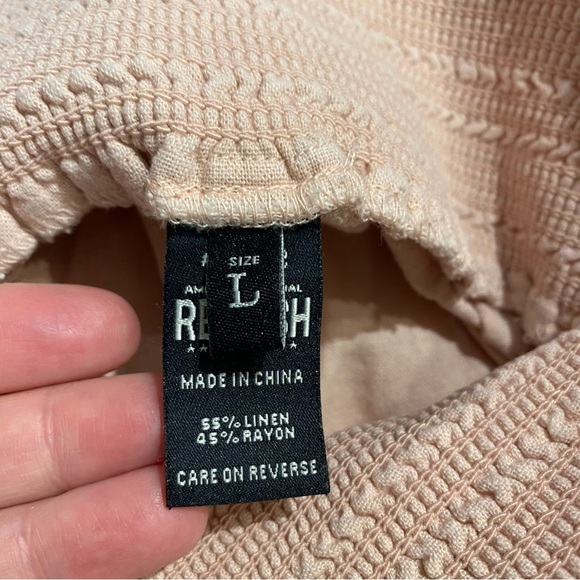 SIZE
L
MADE IN CHINA
55% LINEN
45% RAYON
CARE ON REVERSE